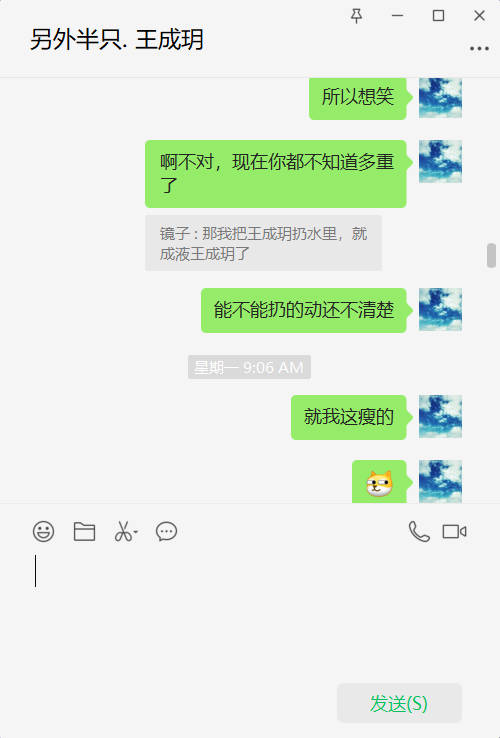 另外半只. 王成玥
所以想笑
啊不对，现在你都不知道多重
了
镜子 : 那我把王成玥扔水里，就
成液王成玥了
能不能扔的动还不清楚
星期一 9:06 AM
就我这瘦的
发送(S)